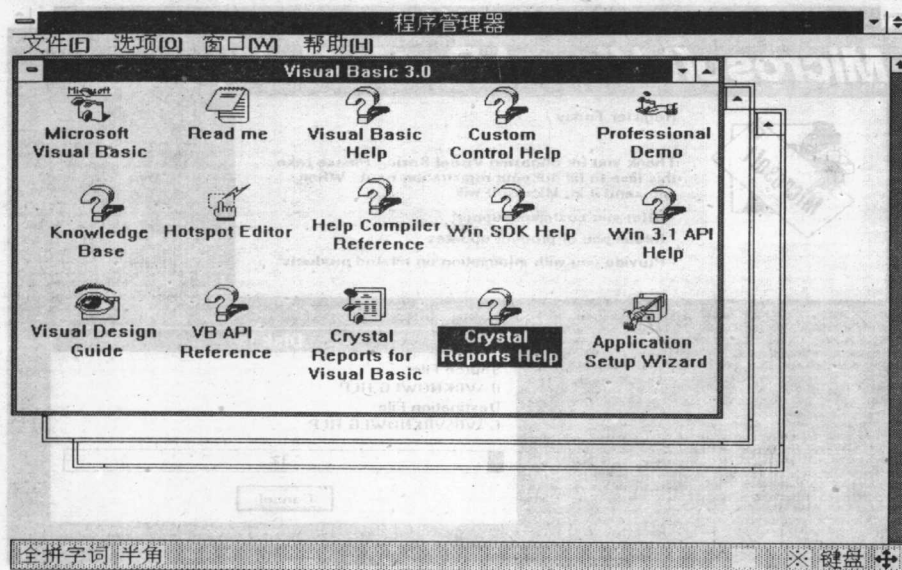 程序管理器
文件(F) 选项(O) 窗口(W) 帮助(H)
Visual Basic 3.0
Microsoft
Microsoft Visual Basic
Read me
Visual Basic Help
Custom Control Help
Professional Demo
Knowledge Base
Hotspot Editor
Help Compiler Reference
Win SDK Help
Win 3.1 API Help
Visual Design Guide
VB API Reference
Crystal Reports for Visual Basic
Crystal Reports Help
Application Setup Wizard
全拼字词 半角
※ 键盘